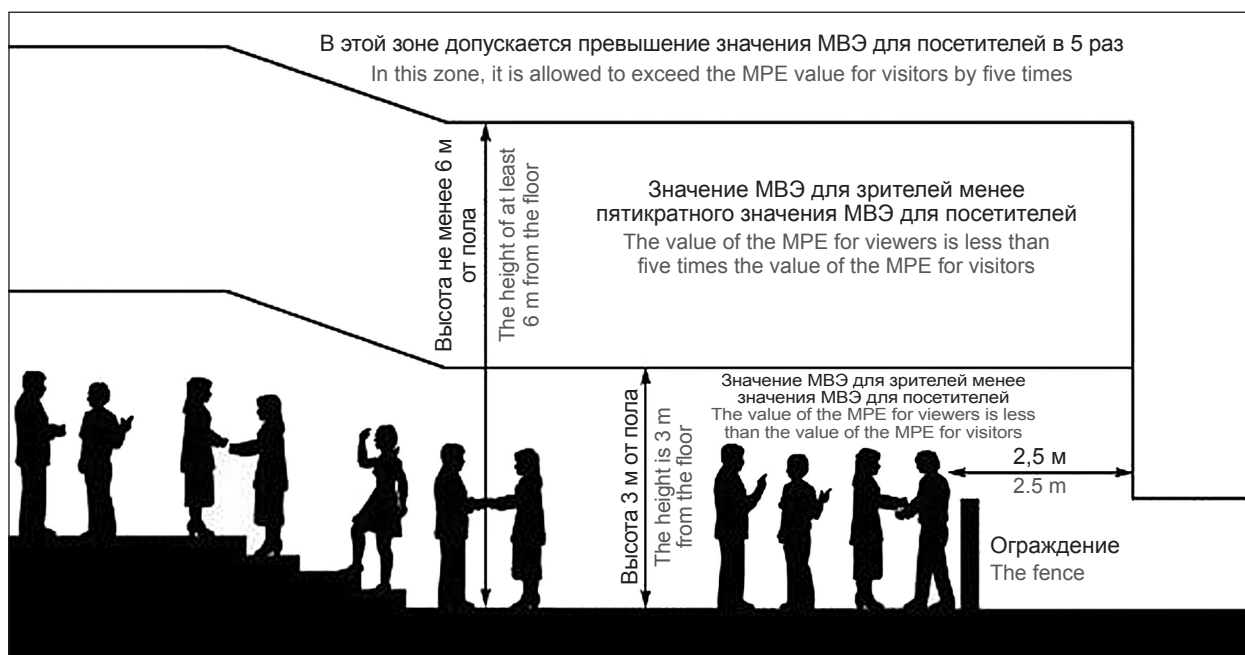 В этой зоне допускается превышение значения МВЭ для посетителей в 5 раз
In this zone, it is allowed to exceed the MPE value for visitors by five times
Высота не менее 6 м
от пола
The height of at least
6 m from the floor
Значение МВЭ для зрителей менее
пятикратного значения МВЭ для посетителей
The value of the MPE for viewers is less than
five times the value of the MPE for visitors
Высота 3 м от пола
The height is 3 m
from the floor
Значение МВЭ для зрителей менее
значения МВЭ для посетителей
The value of the MPE for viewers is less
than the value of the MPE for visitors
2,5 м
2.5 m
Ограждение
The fence